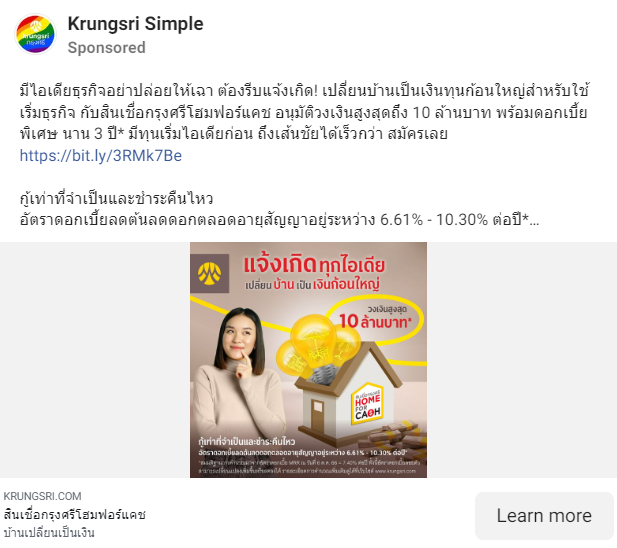 krungsri
กรุงศรี
Krungsri Simple
Sponsored
มีไอเดียธุรกิจอย่าปล่อยให้เฉา ต้องรีบแจ้งเกิด! เปลี่ยนบ้านเป็นเงินทุนก้อนใหญ่สำหรับใช้
เริ่มธุรกิจ กับสินเชื่อกรุงศรีโฮมฟอร์แคช อนุมัติวงเงินสูงสุดถึง 10 ล้านบาท พร้อมดอกเบี้ย
พิเศษ นาน 3 ปี* มีทุนเริ่มไอเดียก่อน ถึงเส้นชัยได้เร็วกว่า สมัครเลย
https://bit.ly/3RMk7Be
กู้เท่าที่จำเป็นและชำระคืนไหว
อัตราดอกเบี้ยลดต้นลดดอกตลอดอายุสัญญาอยู่ระหว่าง 6.61% - 10.30% ต่อปี*...
แจ้งเกิดทุกไอเดีย
เปลี่ยน บ้าน เป็น เงินก้อนใหญ่
วงเงินสูงสุด
10 ล้านบาท*
สินเชื่อกรุงศรี
HOME
FOR
CA$H
กู้เท่าที่จำเป็นและชำระคืนไหว
อัตราดอกเบี้ยลดต้นลดดอกตลอดอายุสัญญาอยู่ระหว่าง 6.61% - 10.30% ต่อปี*
KRUNGSRI.COM
สินเชื่อกรุงศรีโฮมฟอร์แคช
บ้านเปลี่ยนเป็นเงิน
Learn more